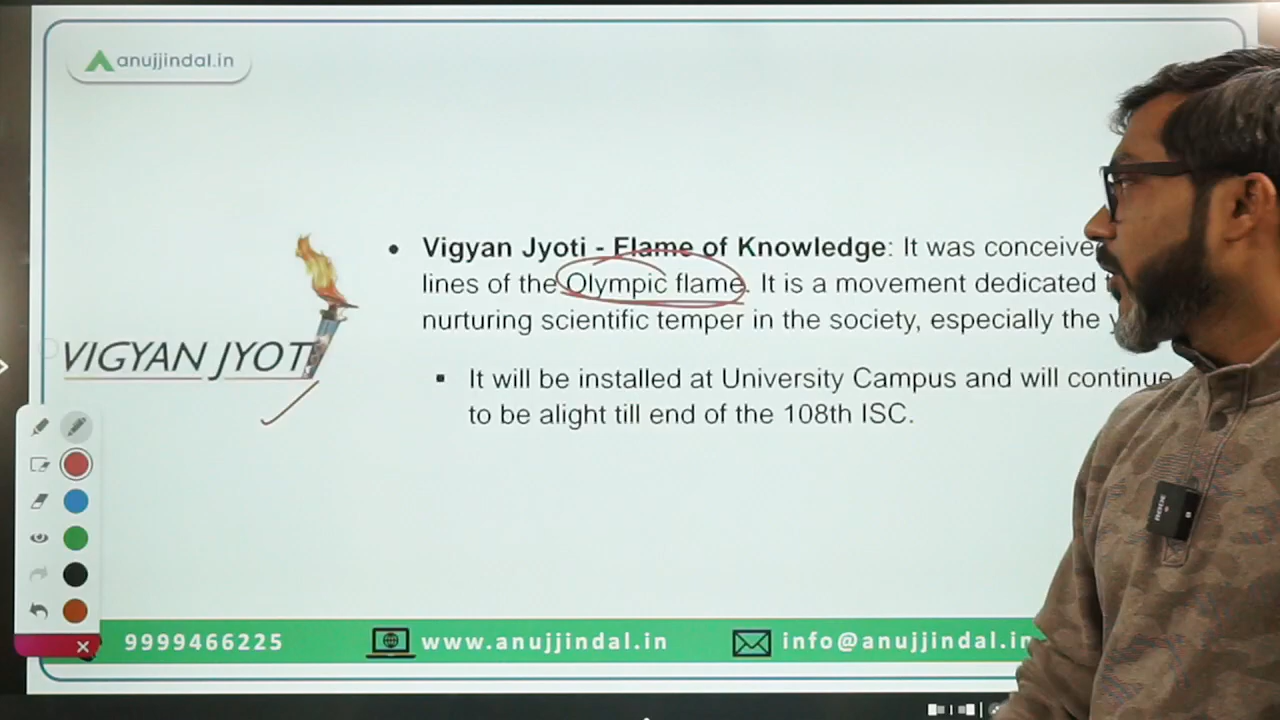 anujjindal.in
Vigyan Jyoti - Flame of Knowledge: It was conceive
lines of the Olympic flame. It is a movement dedicated
nurturing scientific temper in the society, especially the
VIGYAN JYOTI
It will be installed at University Campus and will continue
to be alight till end of the 108th ISC.
9999466225 www.anujjindal.in info@anujjindal.in
RODE